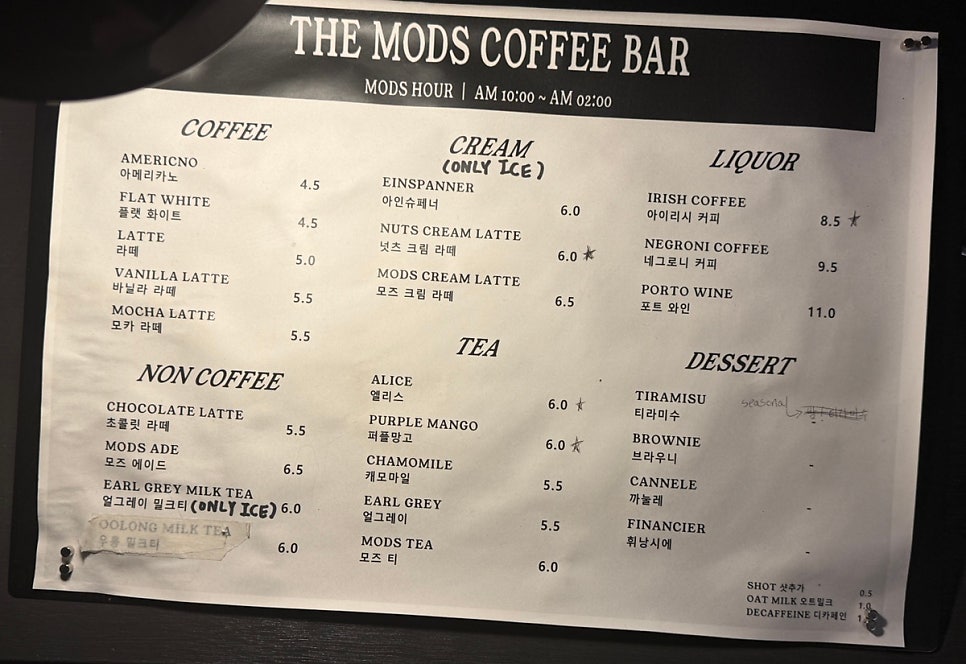 THE MODS COFFEE BAR
MODS HOUR | AM 10:00 ~ AM 02:00
COFFEE
AMERICNO
아메리카노 4.5
FLAT WHITE
플랫 화이트 4.5
LATTE
라떼 5.0
VANILLA LATTE
바닐라 라떼 5.5
MOCHA LATTE
모카 라떼 5.5
NON COFFEE
CHOCOLATE LATTE
초콜릿 라떼 5.5
MODS ADE
모즈 에이드 6.5
EARL GREY MILK TEA
얼그레이 밀크티 (ONLY ICE) 6.0
OOLONG MILK TEA
우롱 밀크티 6.0
CREAM
(ONLY ICE)
EINSPANNER
아인슈페너 6.0
NUTS CREAM LATTE
넛츠 크림 라떼 6.0 ★
MODS CREAM LATTE
모즈 크림 라떼 6.5
TEA
ALICE
앨리스 6.0 ★
PURPLE MANGO
퍼플망고 6.0 ★
CHAMOMILE
캐모마일 5.5
EARL GREY
얼그레이 5.5
MODS TEA
모즈 티 6.0
LIQUOR
IRISH COFFEE
아이리시 커피 8.5 ★
NEGRONI COFFEE
네그로니 커피 9.5
PORTO WINE
포트 와인 11.0
DESSERT
TIRAMISU seasonal
티라미수 -
BROWNIE
브라우니 -
CANNELE
까눌레 -
FINANCIER
휘낭시에 -
SHOT 샷추가 0.5
OAT MILK 오트밀크 1.0
DECAFFEINE 디카페인